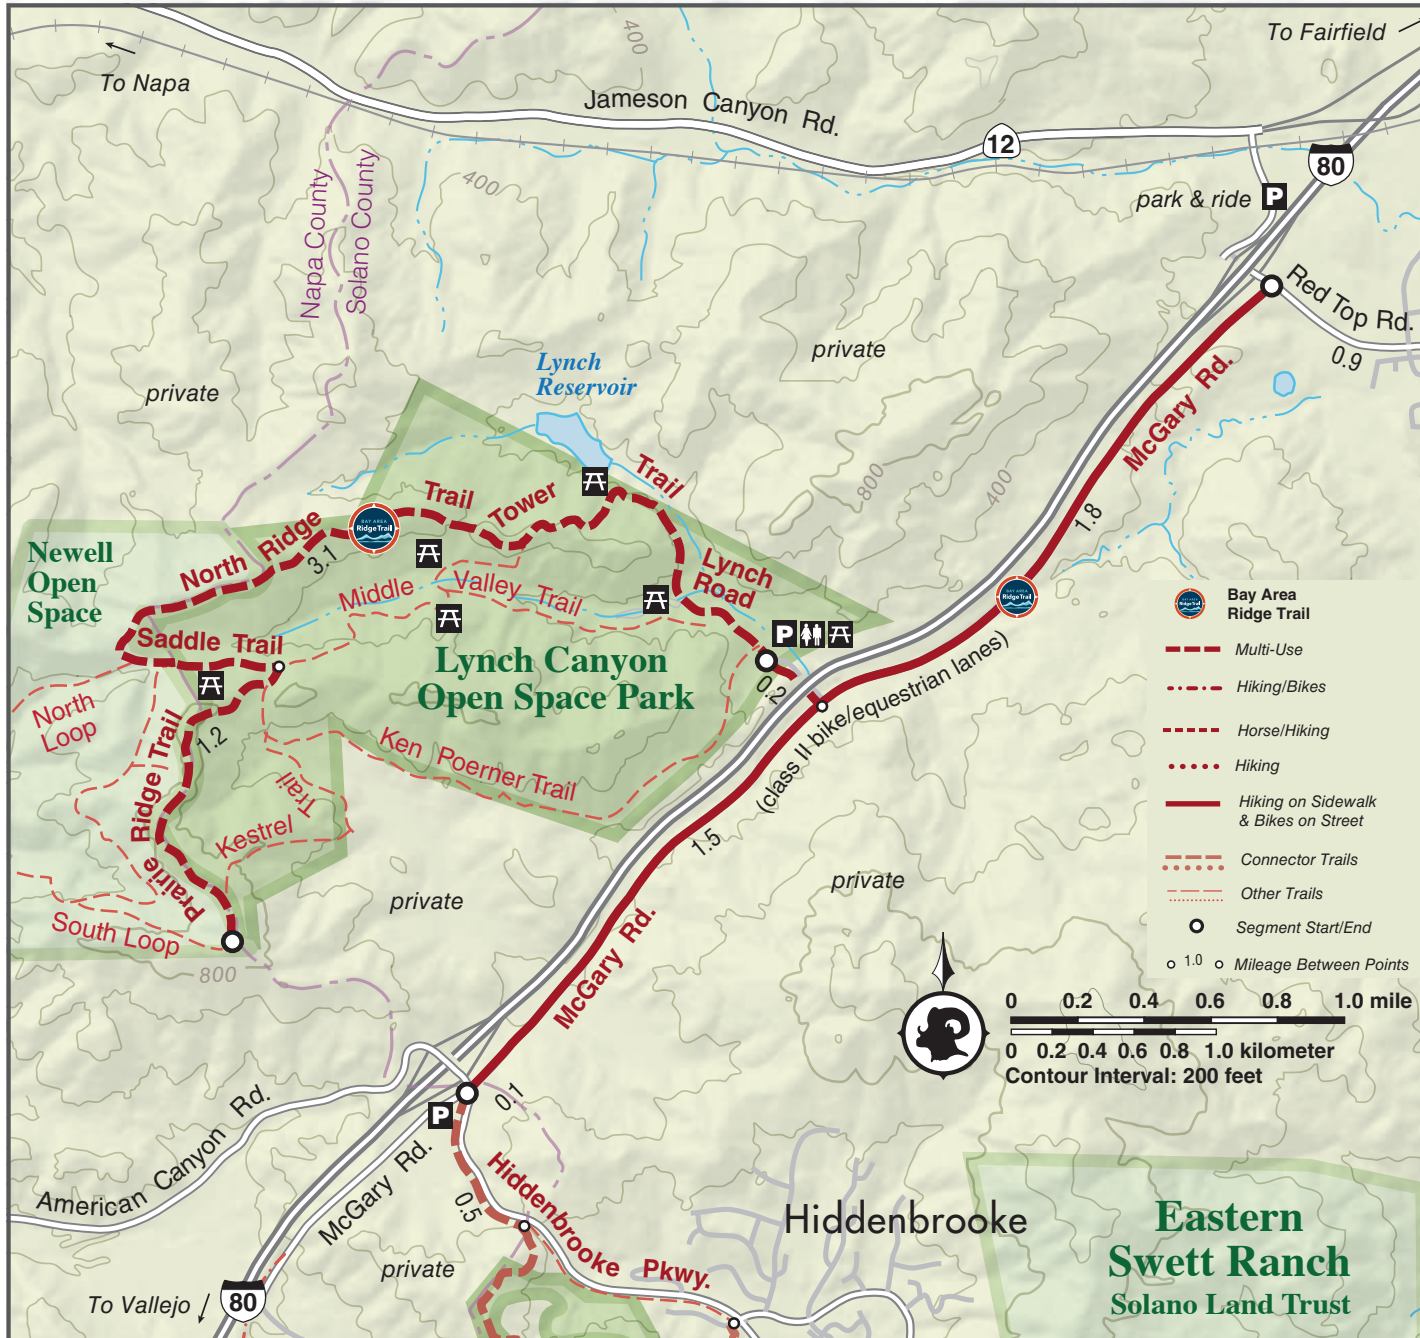 To Fairfield
400
To Napa
Jameson Canyon Rd.
12
80
Napa County
Solano County
400
park & ride
P
Red Top Rd.
0.9
Lynch
Reservoir
private
private
McGary Rd.
800
400
1.8
Trail
Tower
Trail
BAY AREA
Ridge Trail
North Ridge
3.1
Newell
Open
Space
Lynch
Road
Middle Valley Trail
BAY AREA
Ridge Trail
Saddle Trail
P
Lynch Canyon
Open Space Park
0.2
(class II bike/equestrian lanes)
North
Loop
Ridge Trail
1.2
Ken Poerner Trail
Kestrel Trail
Prairie
1.5
private
private
South Loop
800
McGary Rd.
Bay Area
Ridge Trail
Multi-Use
Hiking/Bikes
Horse/Hiking
Hiking
Hiking on Sidewalk
& Bikes on Street
Connector Trails
Other Trails
Segment Start/End
1.0 Mileage Between Points
0 0.2 0.4 0.6 0.8 1.0 mile
0 0.2 0.4 0.6 0.8 1.0 kilometer
Contour Interval: 200 feet
American Canyon Rd.
P
0.1
McGary Rd.
0.5
Hiddenbrooke Pkwy.
Hiddenbrooke
Eastern
Swett Ranch
Solano Land Trust
private
To Vallejo
80